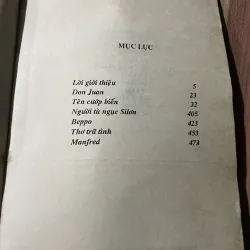 MỤC LỤC
Lời giới thiệu 5
Don Juan 23
Tên cướp biển 32
Người tù ngục Silơn 405
Beppo 423
Thơ trữ tình 453
Manfred 473